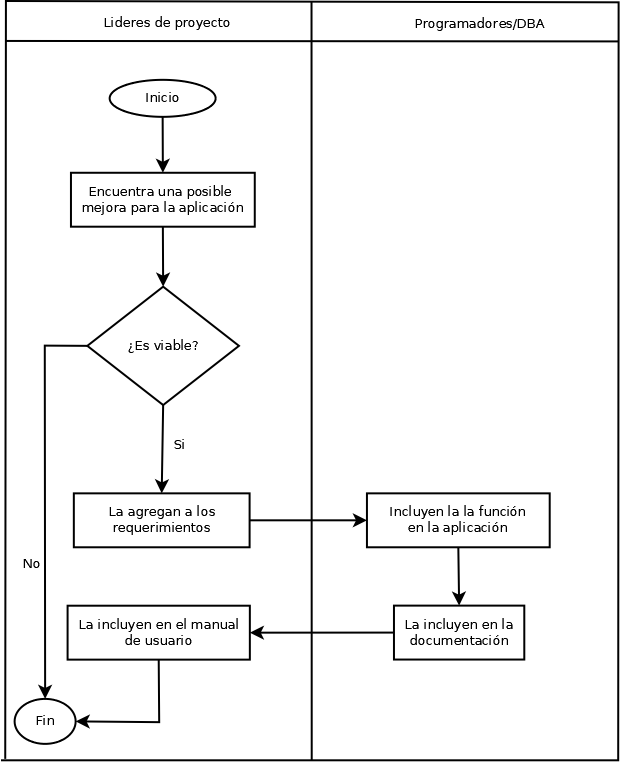 Lideres de proyecto
Programadores/DBA
Inicio
Encuentra una posible
mejora para la aplicación
¿Es viable?
Si
La agregan a los
requerimientos
Incluyen la la función
en la aplicación
No
La incluyen en el manual
de usuario
La incluyen en la
documentación
Fin